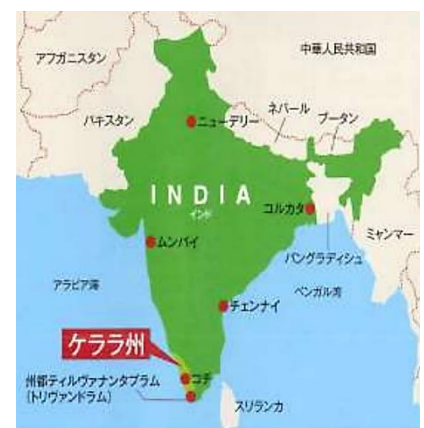 アフガニスタン
中華人民共和国
パキスタン
ニューデリー
ネパール
ブータン
INDIA
インド
コルカタ
ミャンマー
ムンバイ
バングラディシュ
アラビア海
ベンガル湾
チェンナイ
ケララ州
コチ
州都ティルヴァナンタプラム
(トリヴァンドラム)
スリランカ